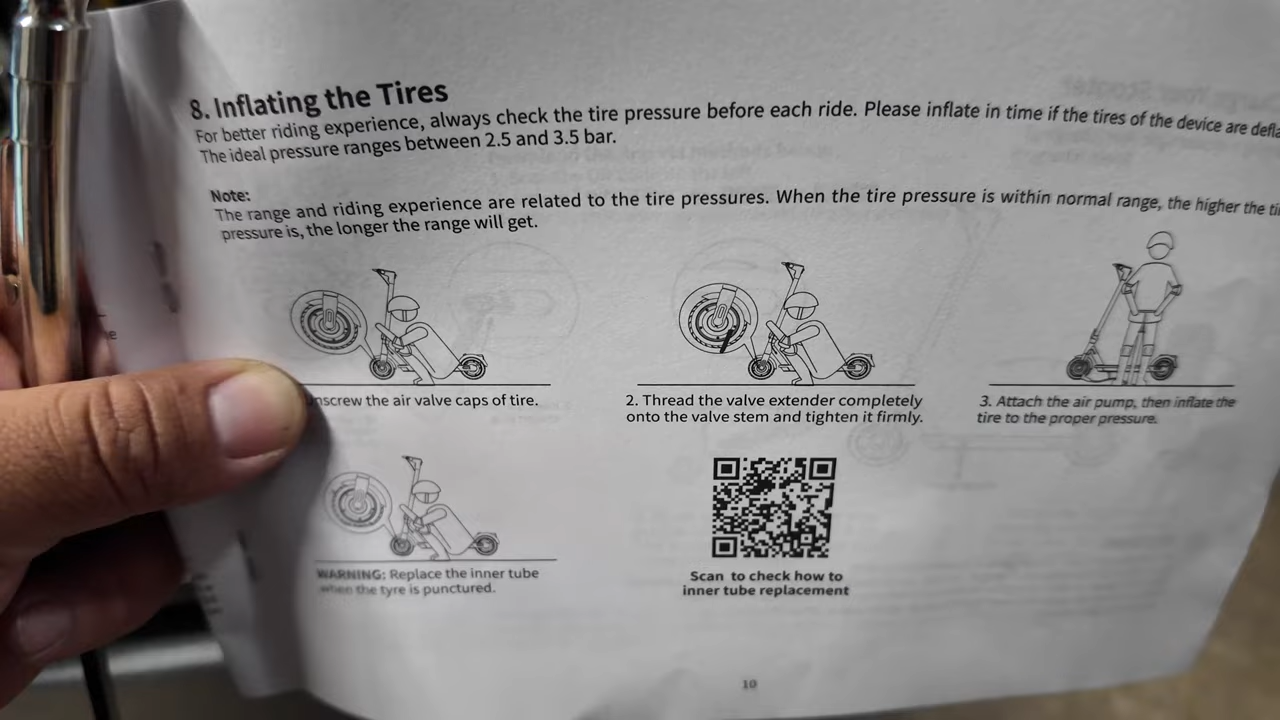 8. Inflating the Tires
For better riding experience, always check the tire pressure before each ride. Please inflate in time if the tires of the device are defla
The ideal pressure ranges between 2.5 and 3.5 bar.
Note:
The range and riding experience are related to the tire pressures. When the tire pressure is within normal range, the higher the ti
pressure is, the longer the range will get.
nscrew the air valve caps of tire.
2. Thread the valve extender completely
onto the valve stem and tighten it firmly.
3. Attach the air pump, then inflate the
tire to the proper pressure.
WARNING: Replace the inner tube
when the tyre is punctured.
Scan to check how to
inner tube replacement
10